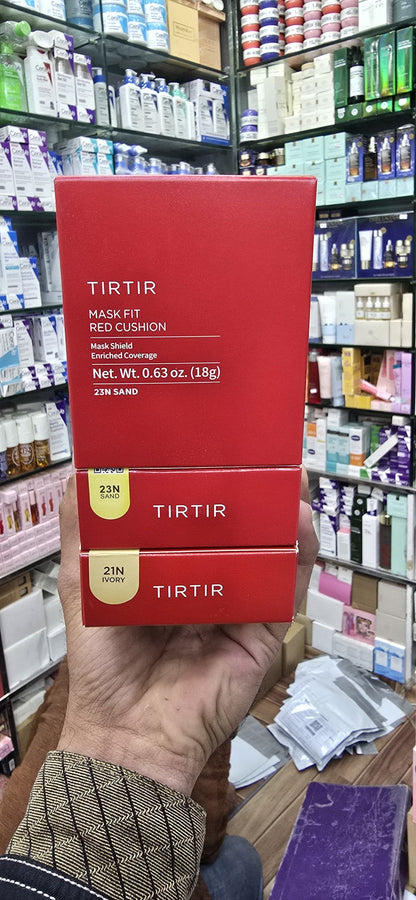 TIRTIR
MASK FIT
RED CUSHION
Mask Shield
Enriched Coverage
Net. Wt. 0.63 oz. (18g)
23N SAND
23N
SAND
TIRTIR
21N
IVORY
TIRTIR